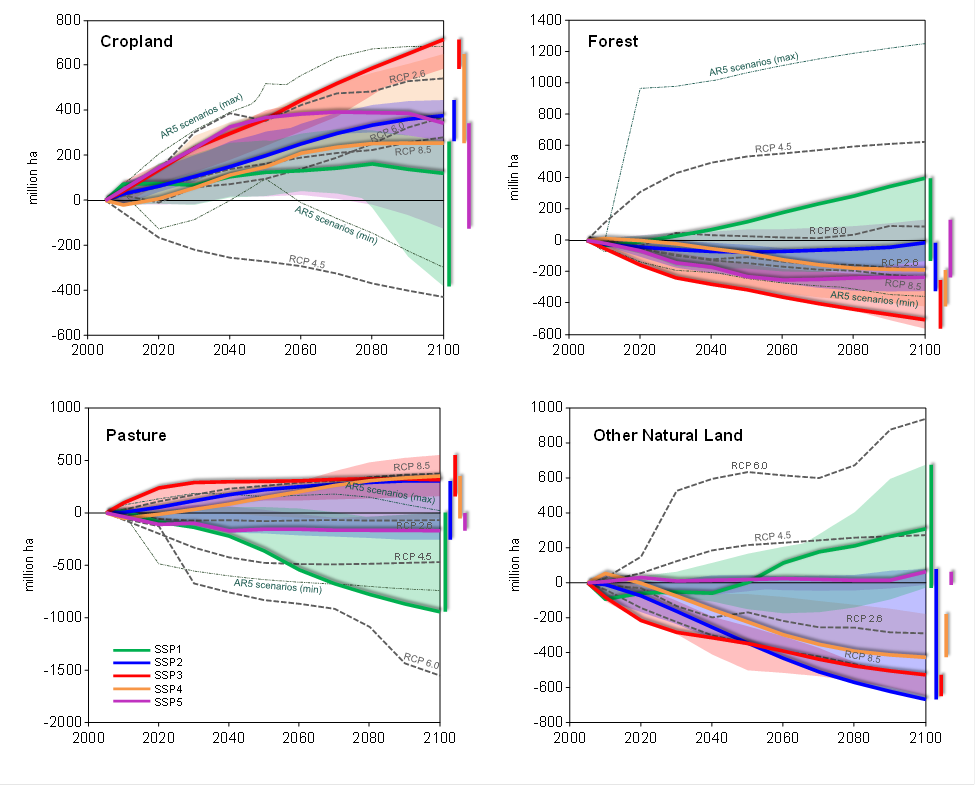 800
600
400
200
0
-200
-400
-600
million ha
Cropland
AR5 scenarios (max)
RCP 2.6
RCP 6.0
RCP 8.5
AR5 scenarios (min)
RCP 4.5
2000 2020 2040 2060 2080 2100
1400
1200
1000
800
600
400
200
0
-200
-400
-600
millin ha
Forest
AR5 scenarios (max)
RCP 4.5
RCP 6.0
RCP2.6
RCP 8.5
AR5 scenarios (min)
2000 2020 2040 2060 2080 2100
1000
500
0
-500
-1000
-1500
-2000
million ha
Pasture
RCP 8.5
AR5 scenarios (max)
RCP 2.6
RCP 4.5
AR5 scenarios (min)
RCP 6.0
SSP1
SSP2
SSP3
SSP4
SSP5
2000 2020 2040 2060 2080 2100
1000
800
600
400
200
0
-200
-400
-600
-800
million ha
Other Natural Land
RCP 6.0
RCP 4.5
RCP 2.6
RCP 8.5
2000 2020 2040 2060 2080 2100